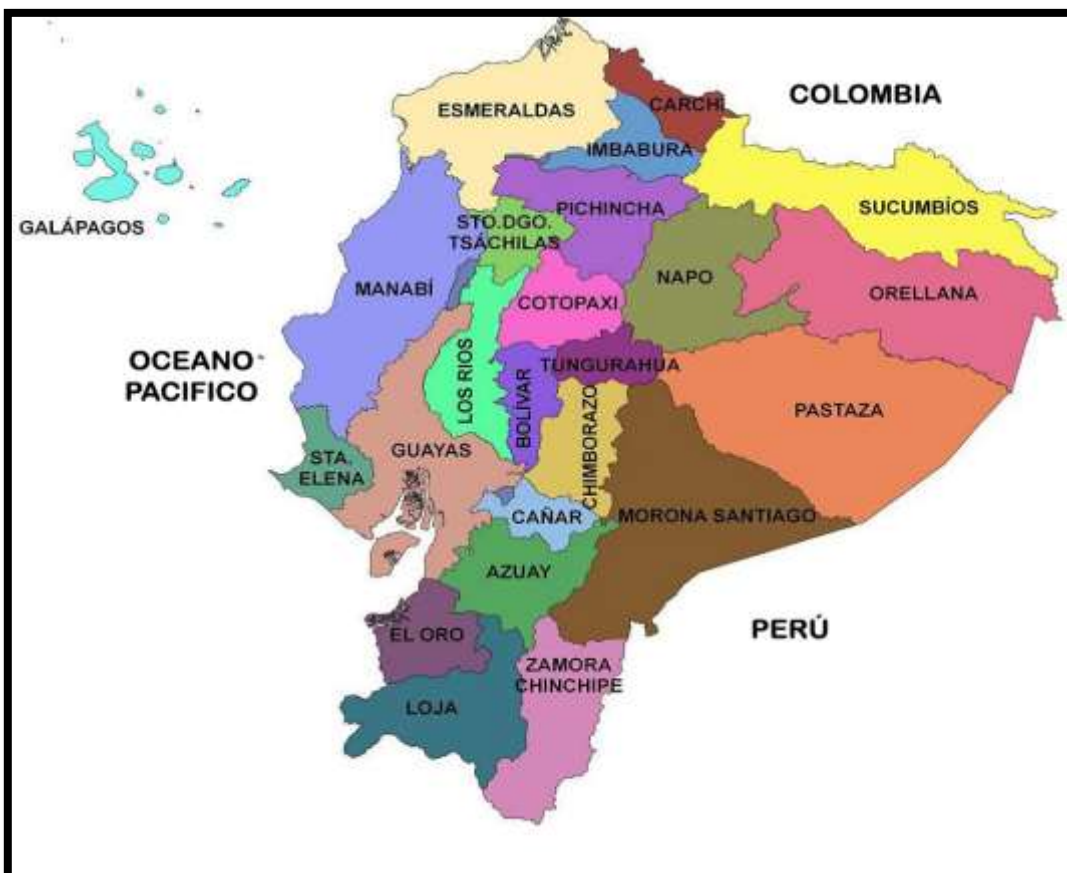 COLOMBIA
CARCHI
ESMERALDAS
IMBABURA
PICHINCHA
SUCUMBÍOS
GALÁPAGOS
STO.DGO.
TSÁCHILAS
NAPO
MANABÍ
COTOPAXI
ORELLANA
OCEANO
PACIFICO
TUNGURAHUA
LOS RIOS
BOLÍVAR
CHIMBORAZO
PASTAZA
GUAYAS
STA.
ELENA
CAÑAR
MORONA SANTIAGO
AZUAY
PERÚ
EL ORO
ZAMORA
CHINCHIPE
LOJA